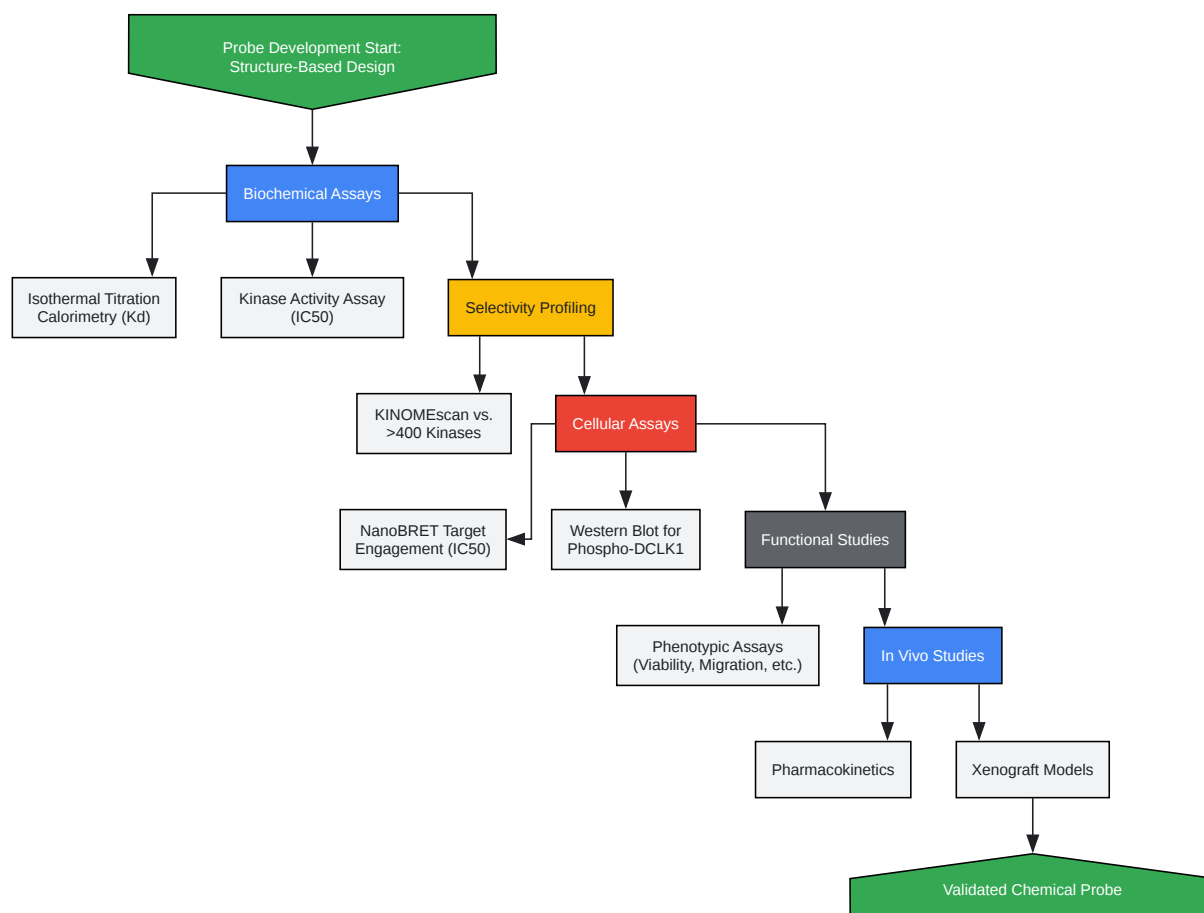 Probe Development Start:
Structure-Based Design
Biochemical Assays
Isothermal Titration
Calorimetry (Kd)
Kinase Activity Assay
(IC50)
Selectivity Profiling
KINOMEscan vs.
>400 Kinases
Cellular Assays
NanoBRET Target
Engagement (IC50)
Western Blot for
Phospho-DCLK1
Functional Studies
Phenotypic Assays
(Viability, Migration, etc.)
In Vivo Studies
Pharmacokinetics
Xenograft Models
Validated Chemical Probe